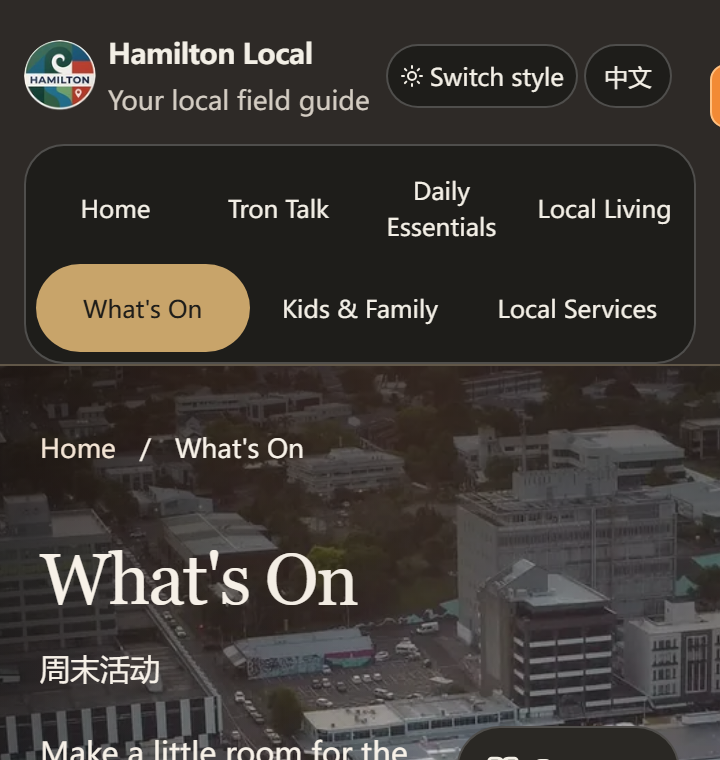 HAMILTON
Hamilton Local
Your local field guide
Switch style
中文
Home
Tron Talk
Daily
Essentials
Local Living
What's On
Kids & Family
Local Services
Home / What's On
What's On
周末活动
Make a little room for the